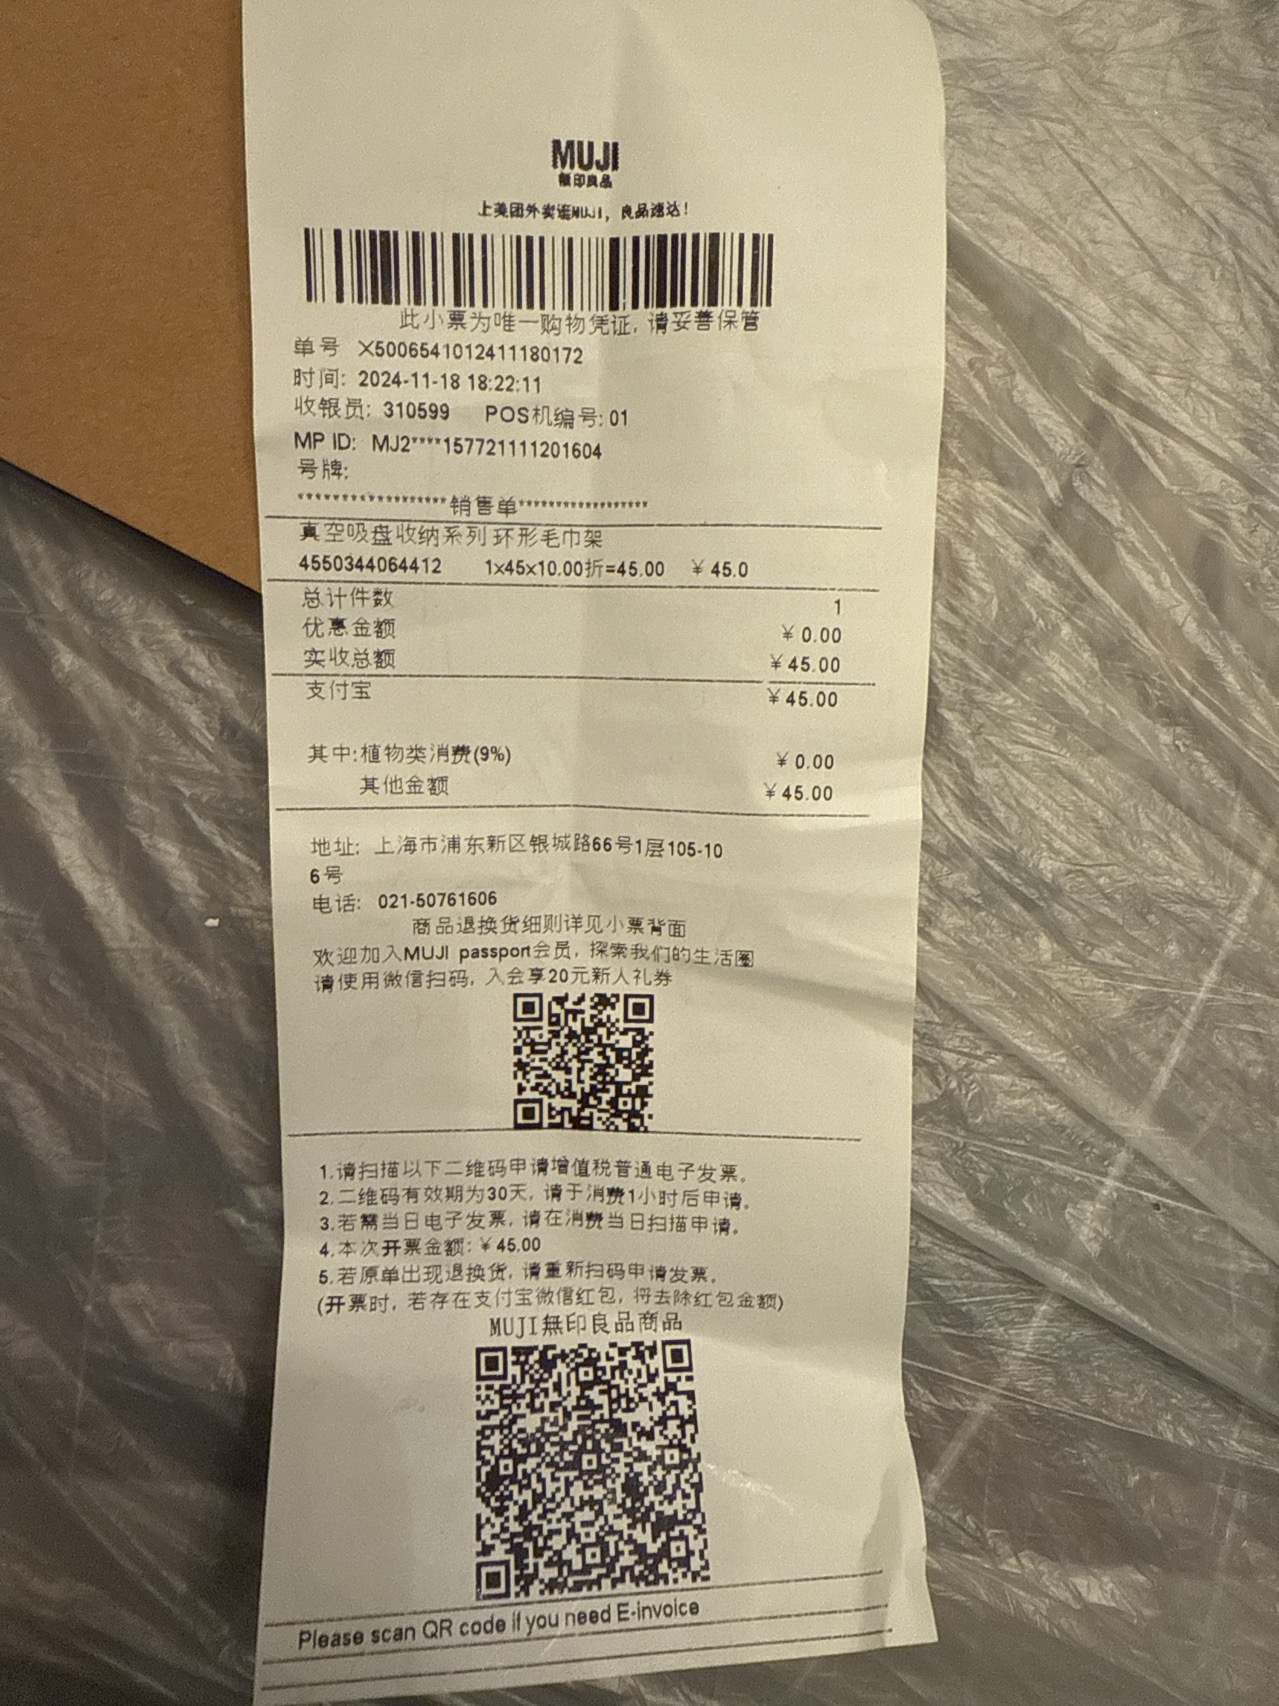 MUJI
無印良品
上美团外卖逛MUJI，良品速达！
此小票为唯一购物凭证，请妥善保管
单号 X5006541012411180172
时间: 2024-11-18 18:22:11
收银员: 310599 POS机编号: 01
MP ID: MJ2****157721111201604
号牌:
******************销售单******************
真空吸盘收纳系列 环形毛巾架
4550344064412 1x45x10.00折=45.00 ¥ 45.0
总计件数 1
优惠金额 ¥ 0.00
实收总额 ¥ 45.00
支付宝 ¥ 45.00
其中:植物类消费(9%) ¥ 0.00
其他金额 ¥ 45.00
地址: 上海市浦东新区银城路66号1层105-10
6号
电话: 021-50761606
商品退换货细则详见小票背面
欢迎加入MUJI passport会员，探索我们的生活圈
请使用微信扫码，入会享20元新人礼券
1.请扫描以下二维码申请增值税普通电子发票。
2.二维码有效期为30天，请于消费1小时后申请。
3.若需当日电子发票，请在消费当日扫描申请。
4.本次开票金额: ¥ 45.00
5.若原单出现退换货，请重新扫码申请发票。
(开票时，若存在支付宝微信红包，将去除红包金额)
MUJI無印良品商品
Please scan QR code if you need E-invoice